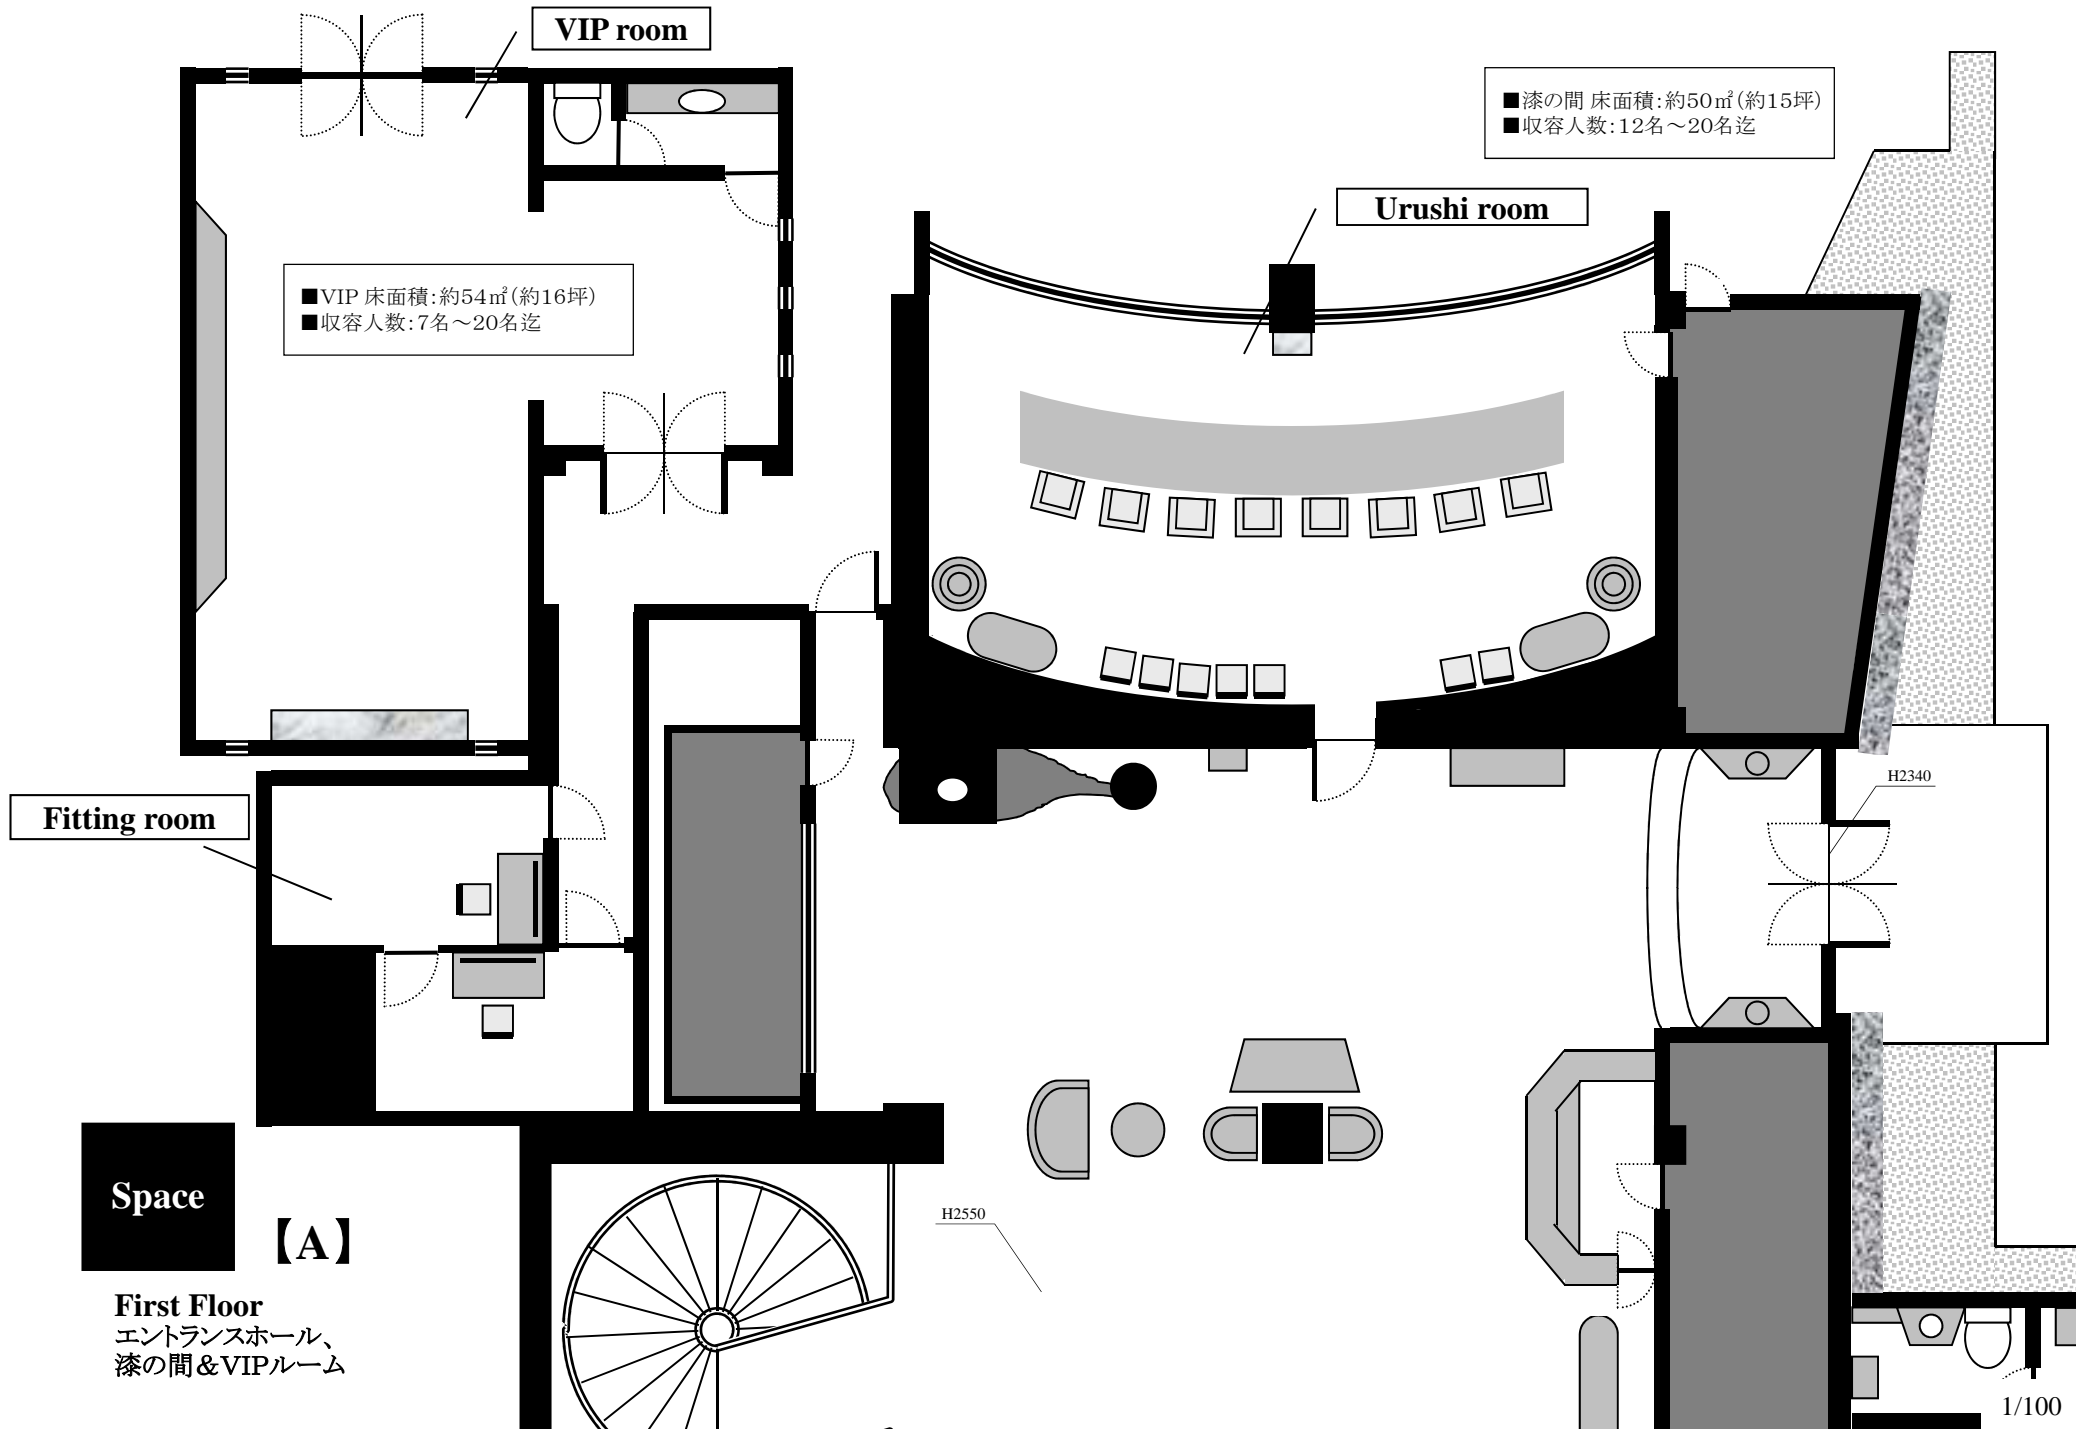 VIP room
■漆の間 床面積:約50㎡(約15坪)
■収容人数:12名～20名迄
Urushi room
■VIP 床面積:約54㎡(約16坪)
■収容人数:7名～20名迄
H2340
Fitting room
Space
【A】
H2550
First Floor
エントランスホール、
漆の間&VIPルーム
1/100